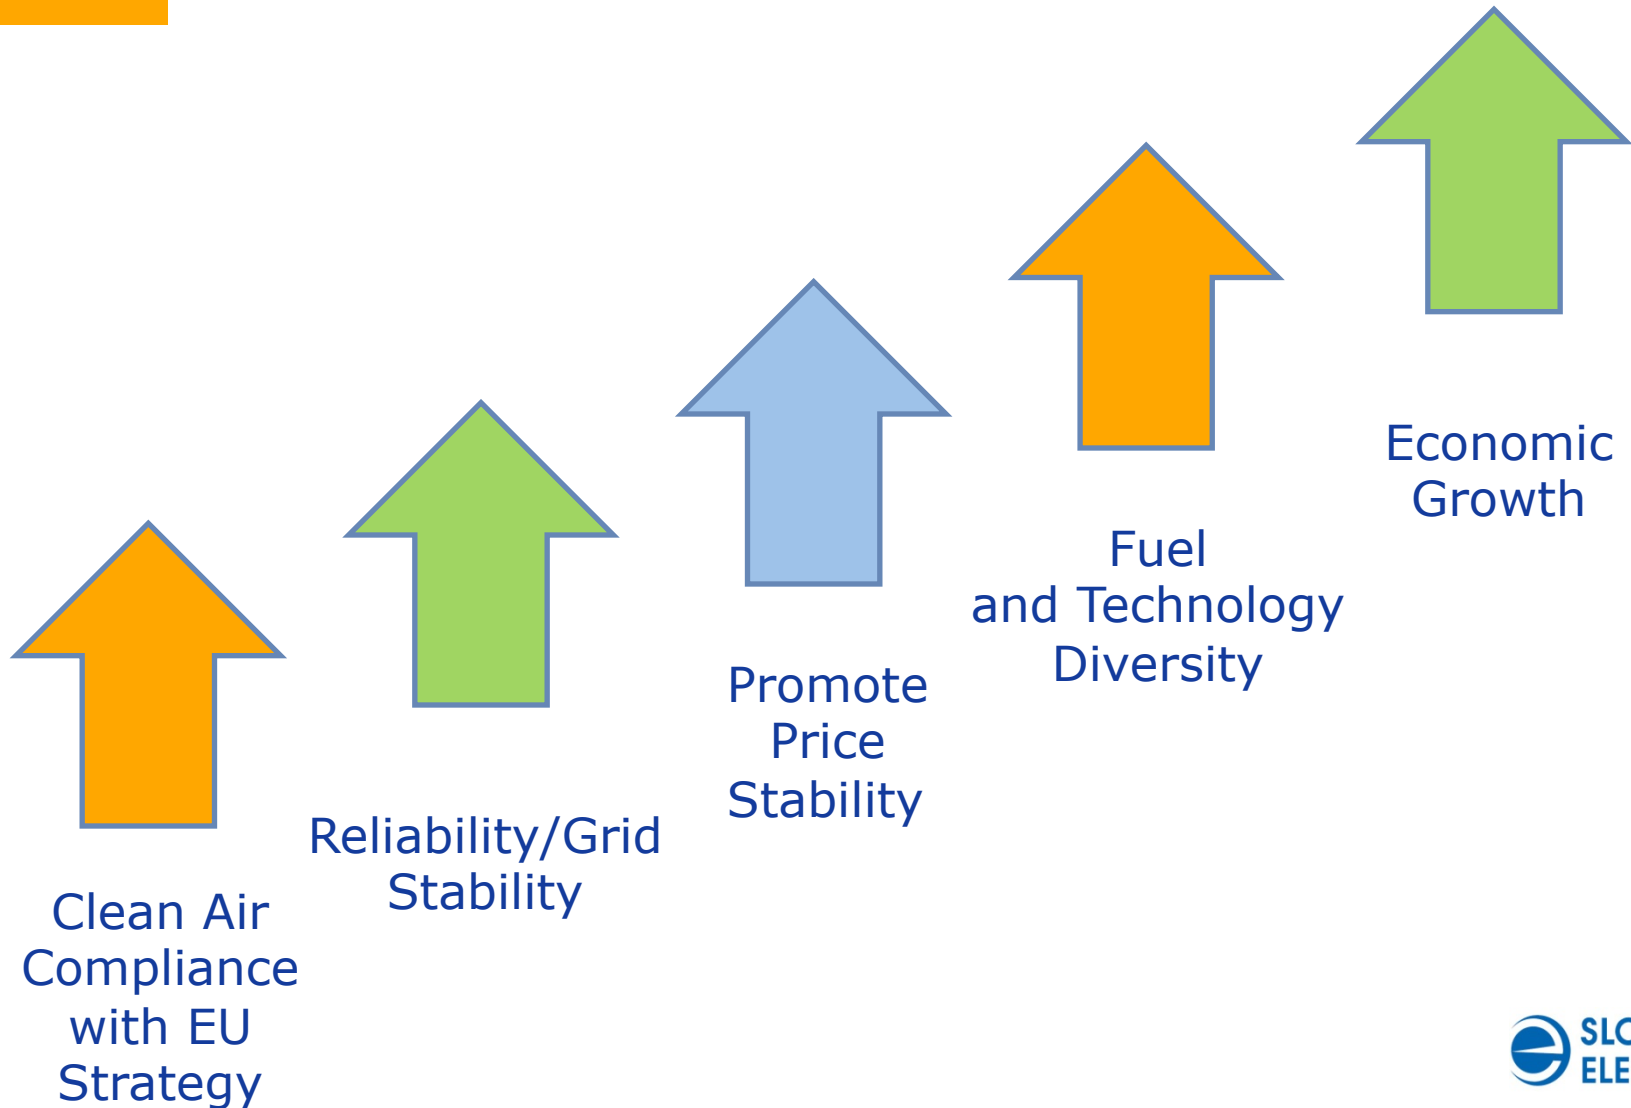 Clean Air
Compliance
with EU
Strategy
Reliability/Grid
Stability
Promote
Price
Stability
Fuel
and Technology
Diversity
Economic
Growth